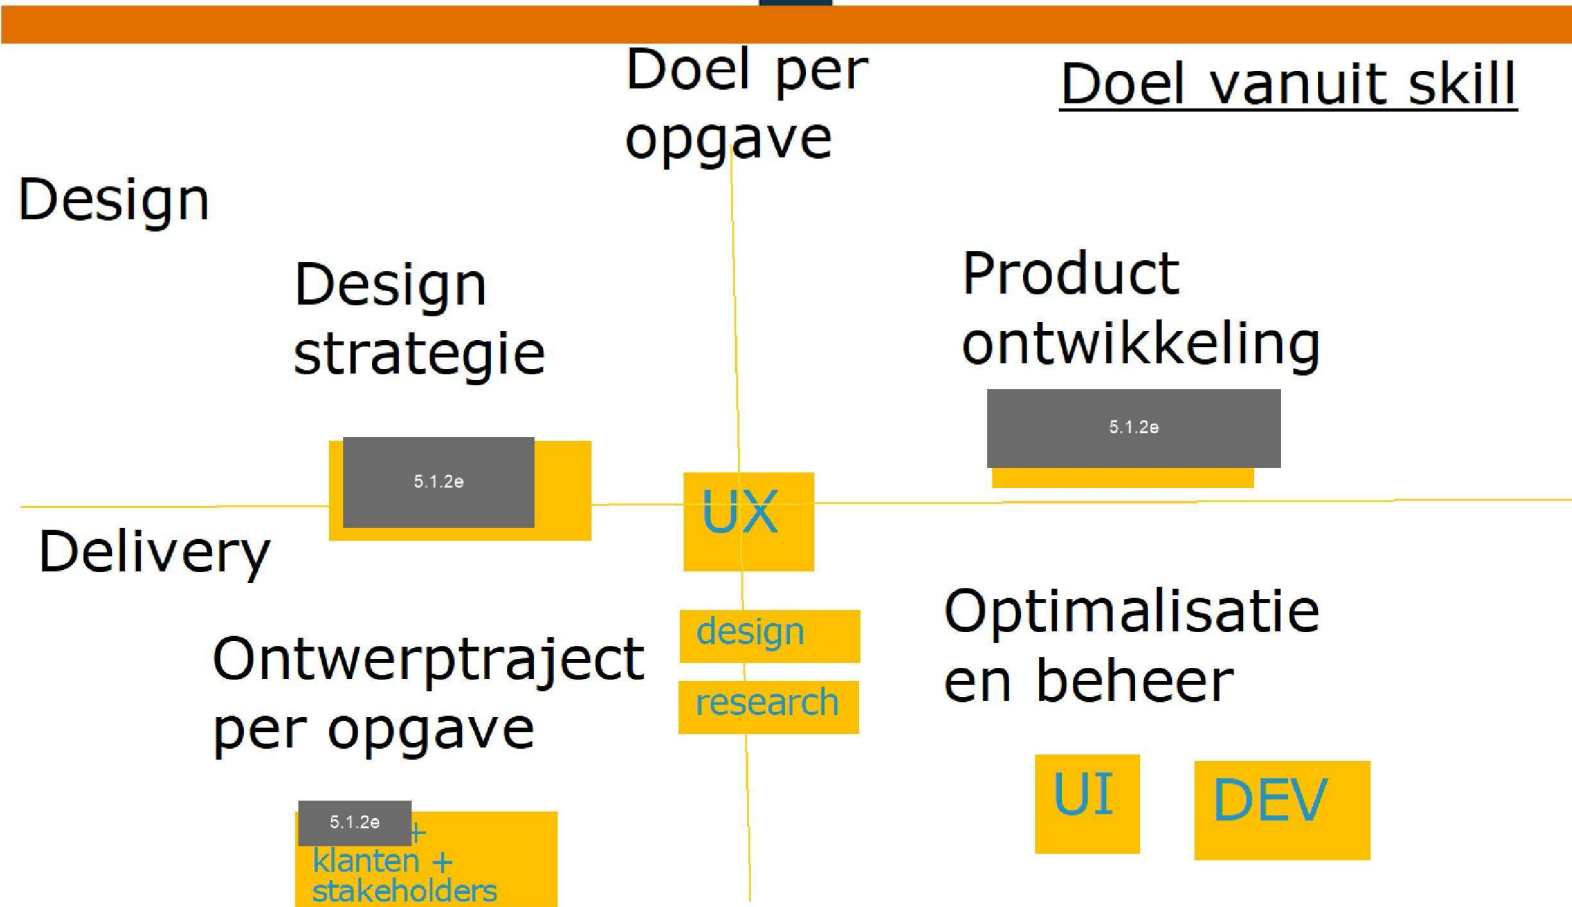 Doel per
opgave
Doel vanuit skill
Design
Design
strategie
Product
ontwikkeling
5.1.2e
5.1.2e
UX
Delivery
design
research
Ontwerptraject
per opgave
Optimalisatie
en beheer
UI
DEV
5.1.2e
+
klanten +
stakeholders